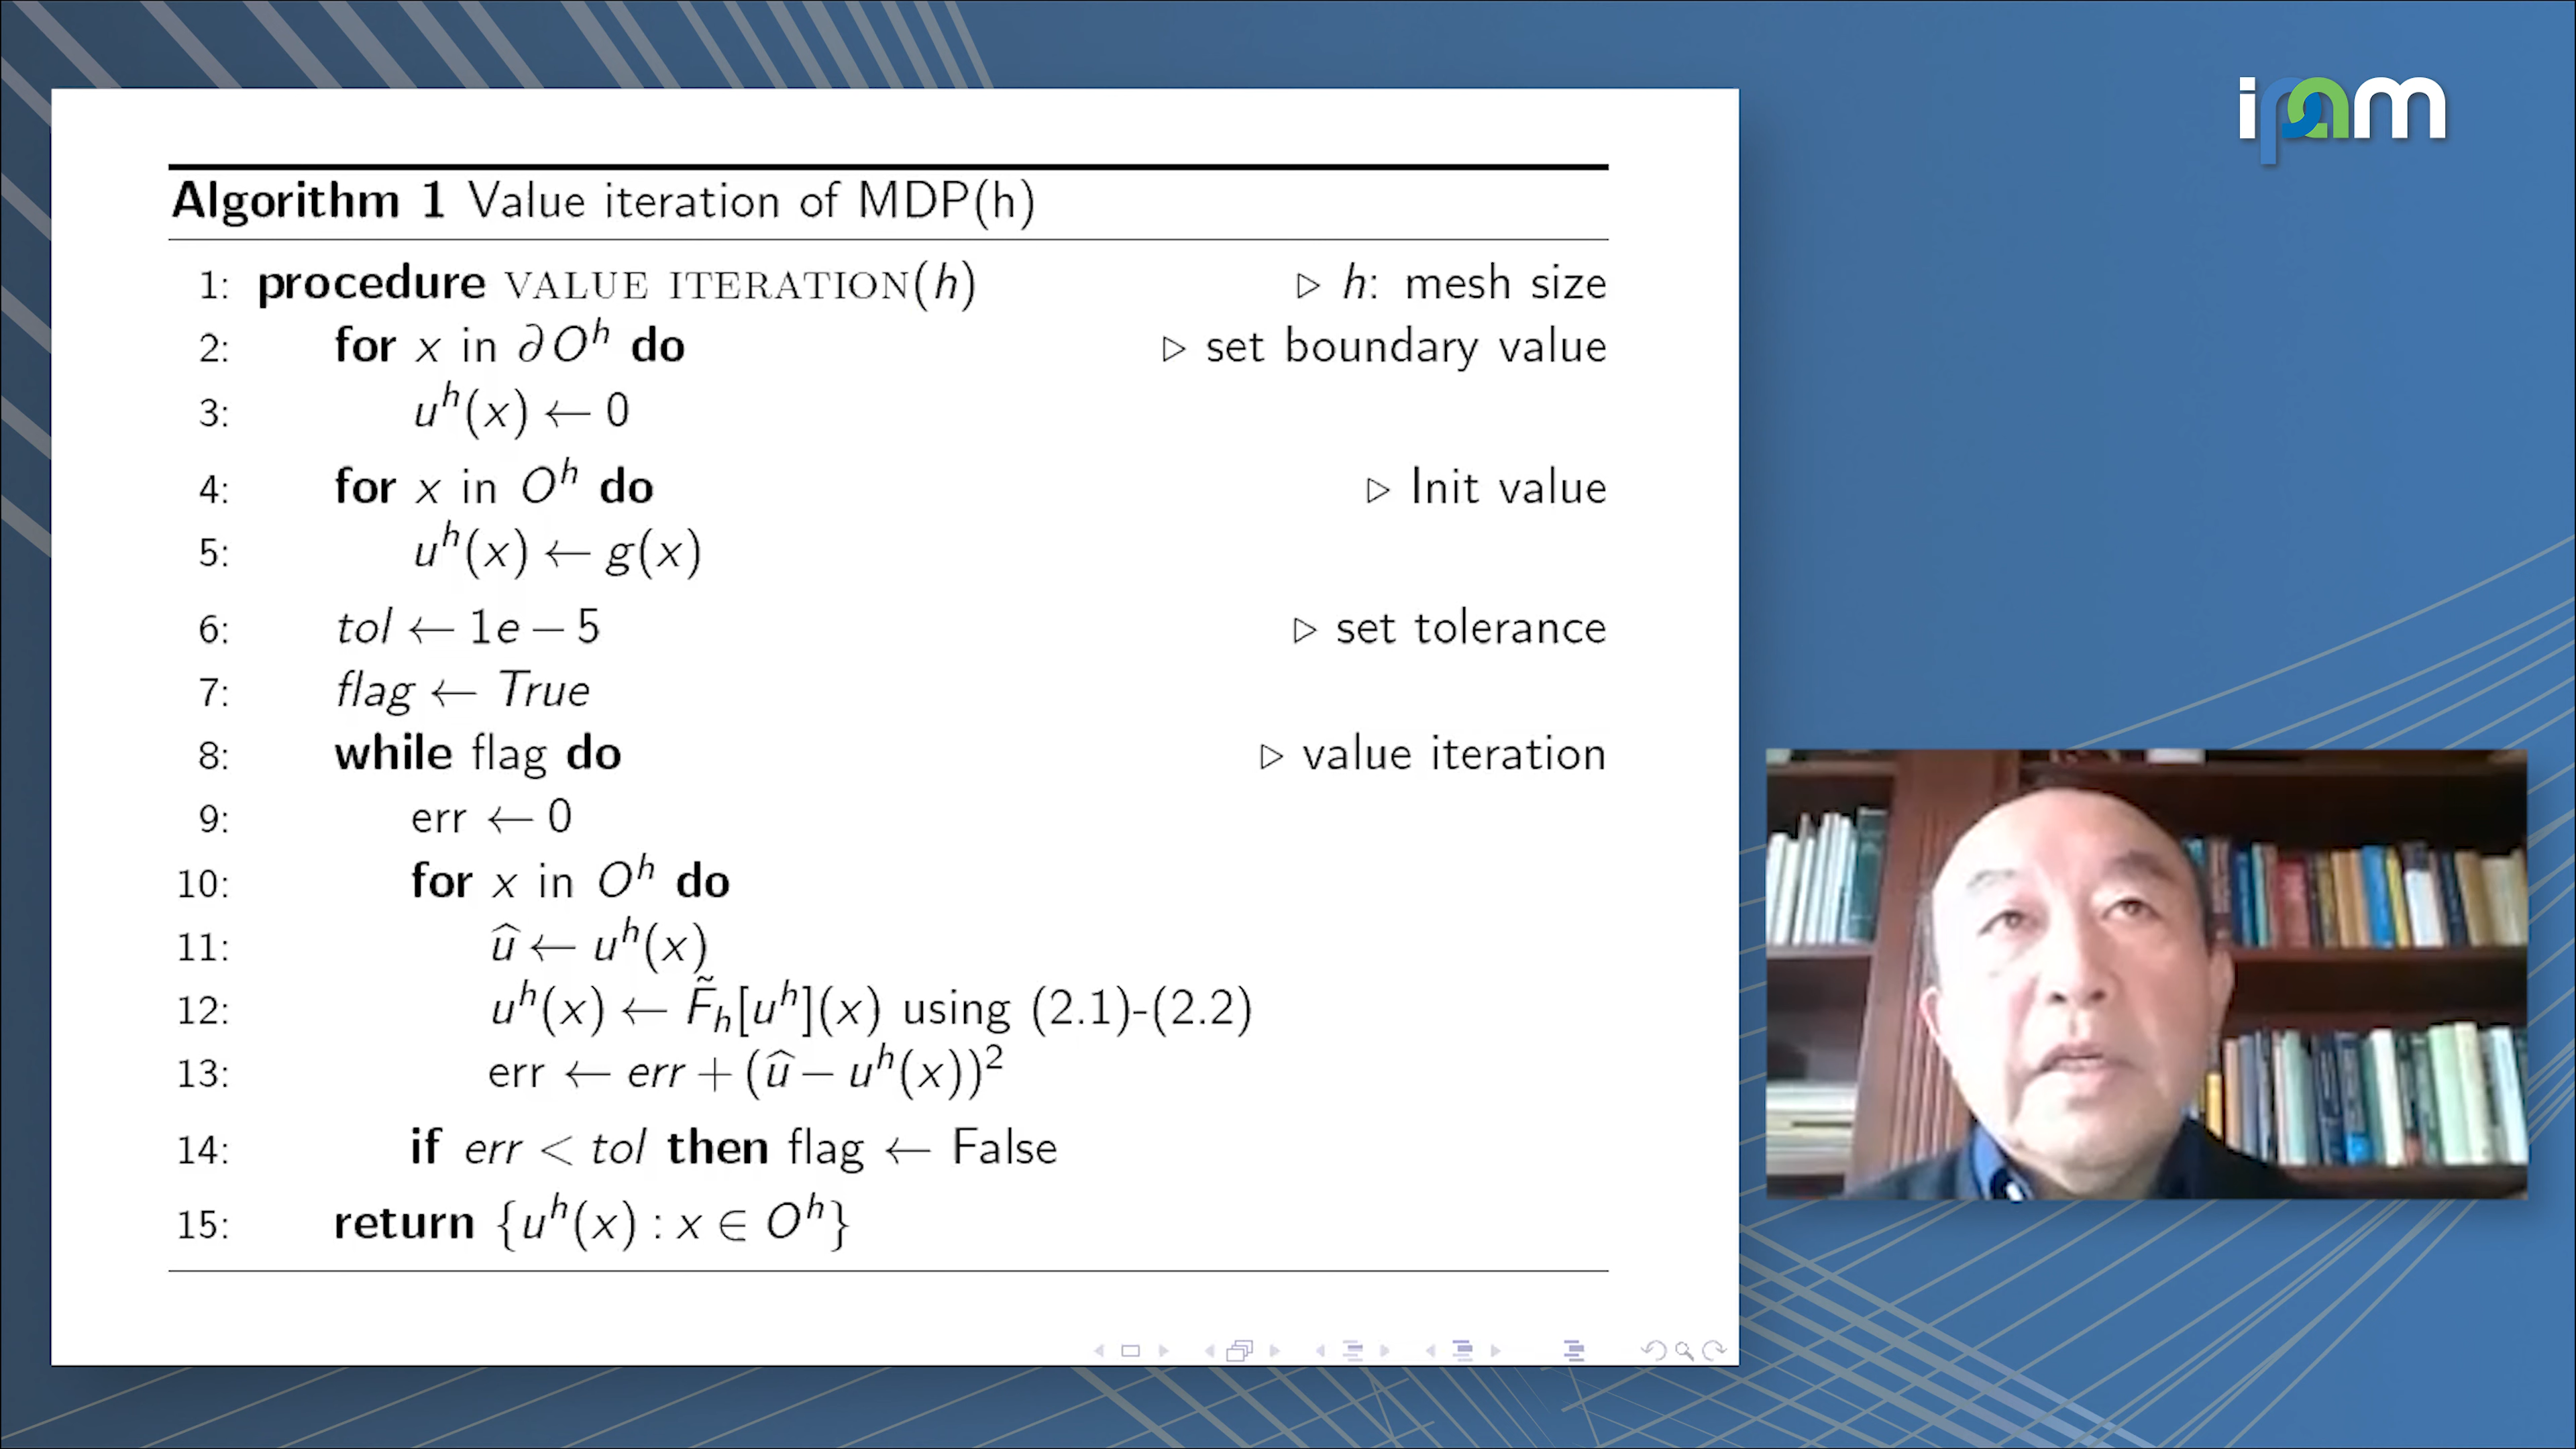 ipam
Algorithm 1 Value iteration of MDP(h)
1: procedure VALUE ITERATION(h) ▷ h: mesh size
2: for x in ∂O^h do ▷ set boundary value
3: u^h(x) ← 0
4: for x in O^h do ▷ Init value
5: u^h(x) ← g(x)
6: tol ← 1e − 5 ▷ set tolerance
7: flag ← True
8: while flag do ▷ value iteration
9: err ← 0
10: for x in O^h do
11: û ← u^h(x)
12: u^h(x) ← F̃_h[u^h](x) using (2.1)-(2.2)
13: err ← err + (û − u^h(x))^2
14: if err < tol then flag ← False
15: return {u^h(x) : x ∈ O^h}